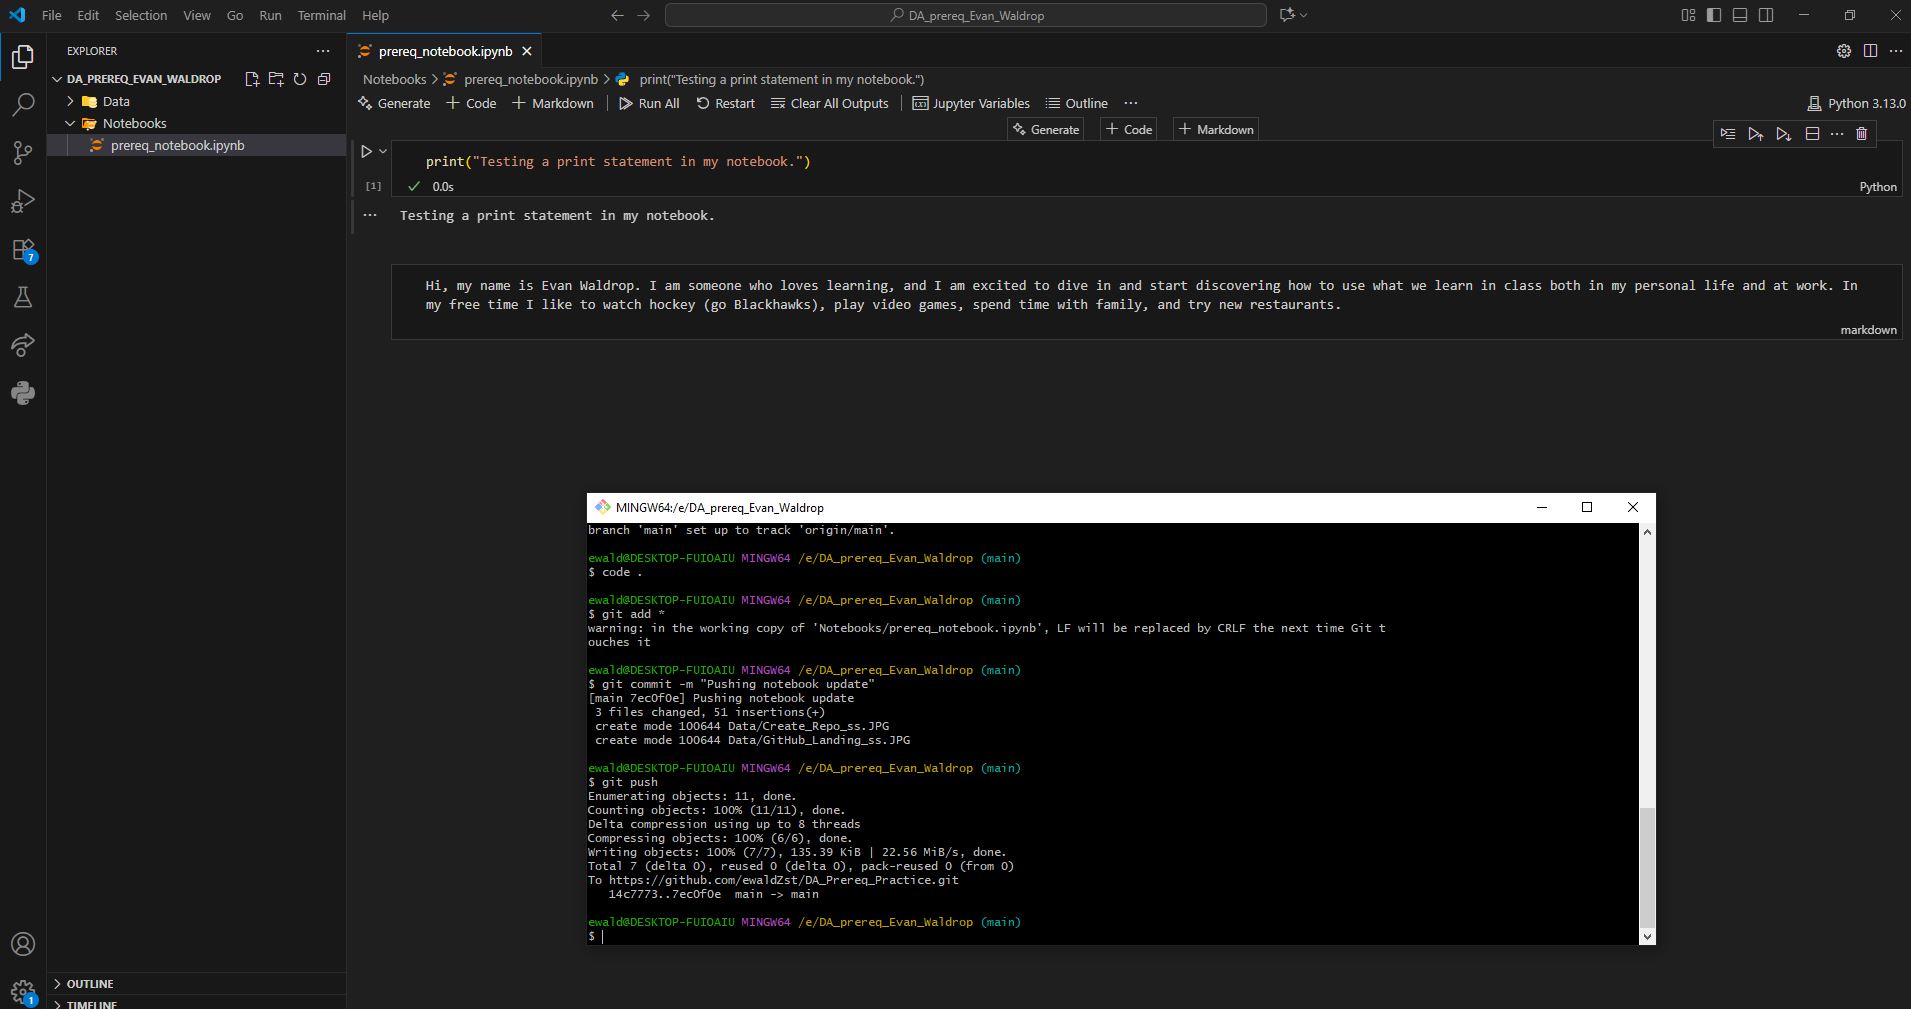 File Edit Selection View Go Run Terminal Help
DA_prereq_Evan_Waldrop
EXPLORER
DA_PREREQ_EVAN_WALDROP
Data
Notebooks
prereq_notebook.ipynb
7
prereq_notebook.ipynb
Notebooks > prereq_notebook.ipynb > print("Testing a print statement in my notebook.")
Generate + Code + Markdown Run All Restart Clear All Outputs Jupyter Variables Outline ...
Python 3.13.0
Generate + Code + Markdown
print("Testing a print statement in my notebook.")
[1] 0.0s
Python
Testing a print statement in my notebook.
Hi, my name is Evan Waldrop. I am someone who loves learning, and I am excited to dive in and start discovering how to use what we learn in class both in my personal life and at work. In
my free time I like to watch hockey (go Blackhawks), play video games, spend time with family, and try new restaurants.
markdown
MINGW64:/e/DA_prereq_Evan_Waldrop
branch 'main' set up to track 'origin/main'.
ewald@DESKTOP-FUIOAIU MINGW64 /e/DA_prereq_Evan_Waldrop (main)
$ code .
ewald@DESKTOP-FUIOAIU MINGW64 /e/DA_prereq_Evan_Waldrop (main)
$ git add *
warning: in the working copy of 'Notebooks/prereq_notebook.ipynb', LF will be replaced by CRLF the next time Git t
ouches it
ewald@DESKTOP-FUIOAIU MINGW64 /e/DA_prereq_Evan_Waldrop (main)
$ git commit -m "Pushing notebook update"
[main 7ec0f0e] Pushing notebook update
3 files changed, 51 insertions(+)
create mode 100644 Data/Create_Repo_ss.JPG
create mode 100644 Data/GitHub_Landing_ss.JPG
ewald@DESKTOP-FUIOAIU MINGW64 /e/DA_prereq_Evan_Waldrop (main)
$ git push
Enumerating objects: 11, done.
Counting objects: 100% (11/11), done.
Delta compression using up to 8 threads
Compressing objects: 100% (6/6), done.
Writing objects: 100% (7/7), 135.39 KiB | 22.56 MiB/s, done.
Total 7 (delta 0), reused 0 (delta 0), pack-reused 0 (from 0)
To https://github.com/ewaldZst/DA_Prereq_Practice.git
14c7773..7ec0f0e main -> main
ewald@DESKTOP-FUIOAIU MINGW64 /e/DA_prereq_Evan_Waldrop (main)
$
OUTLINE
1
TIMELINE